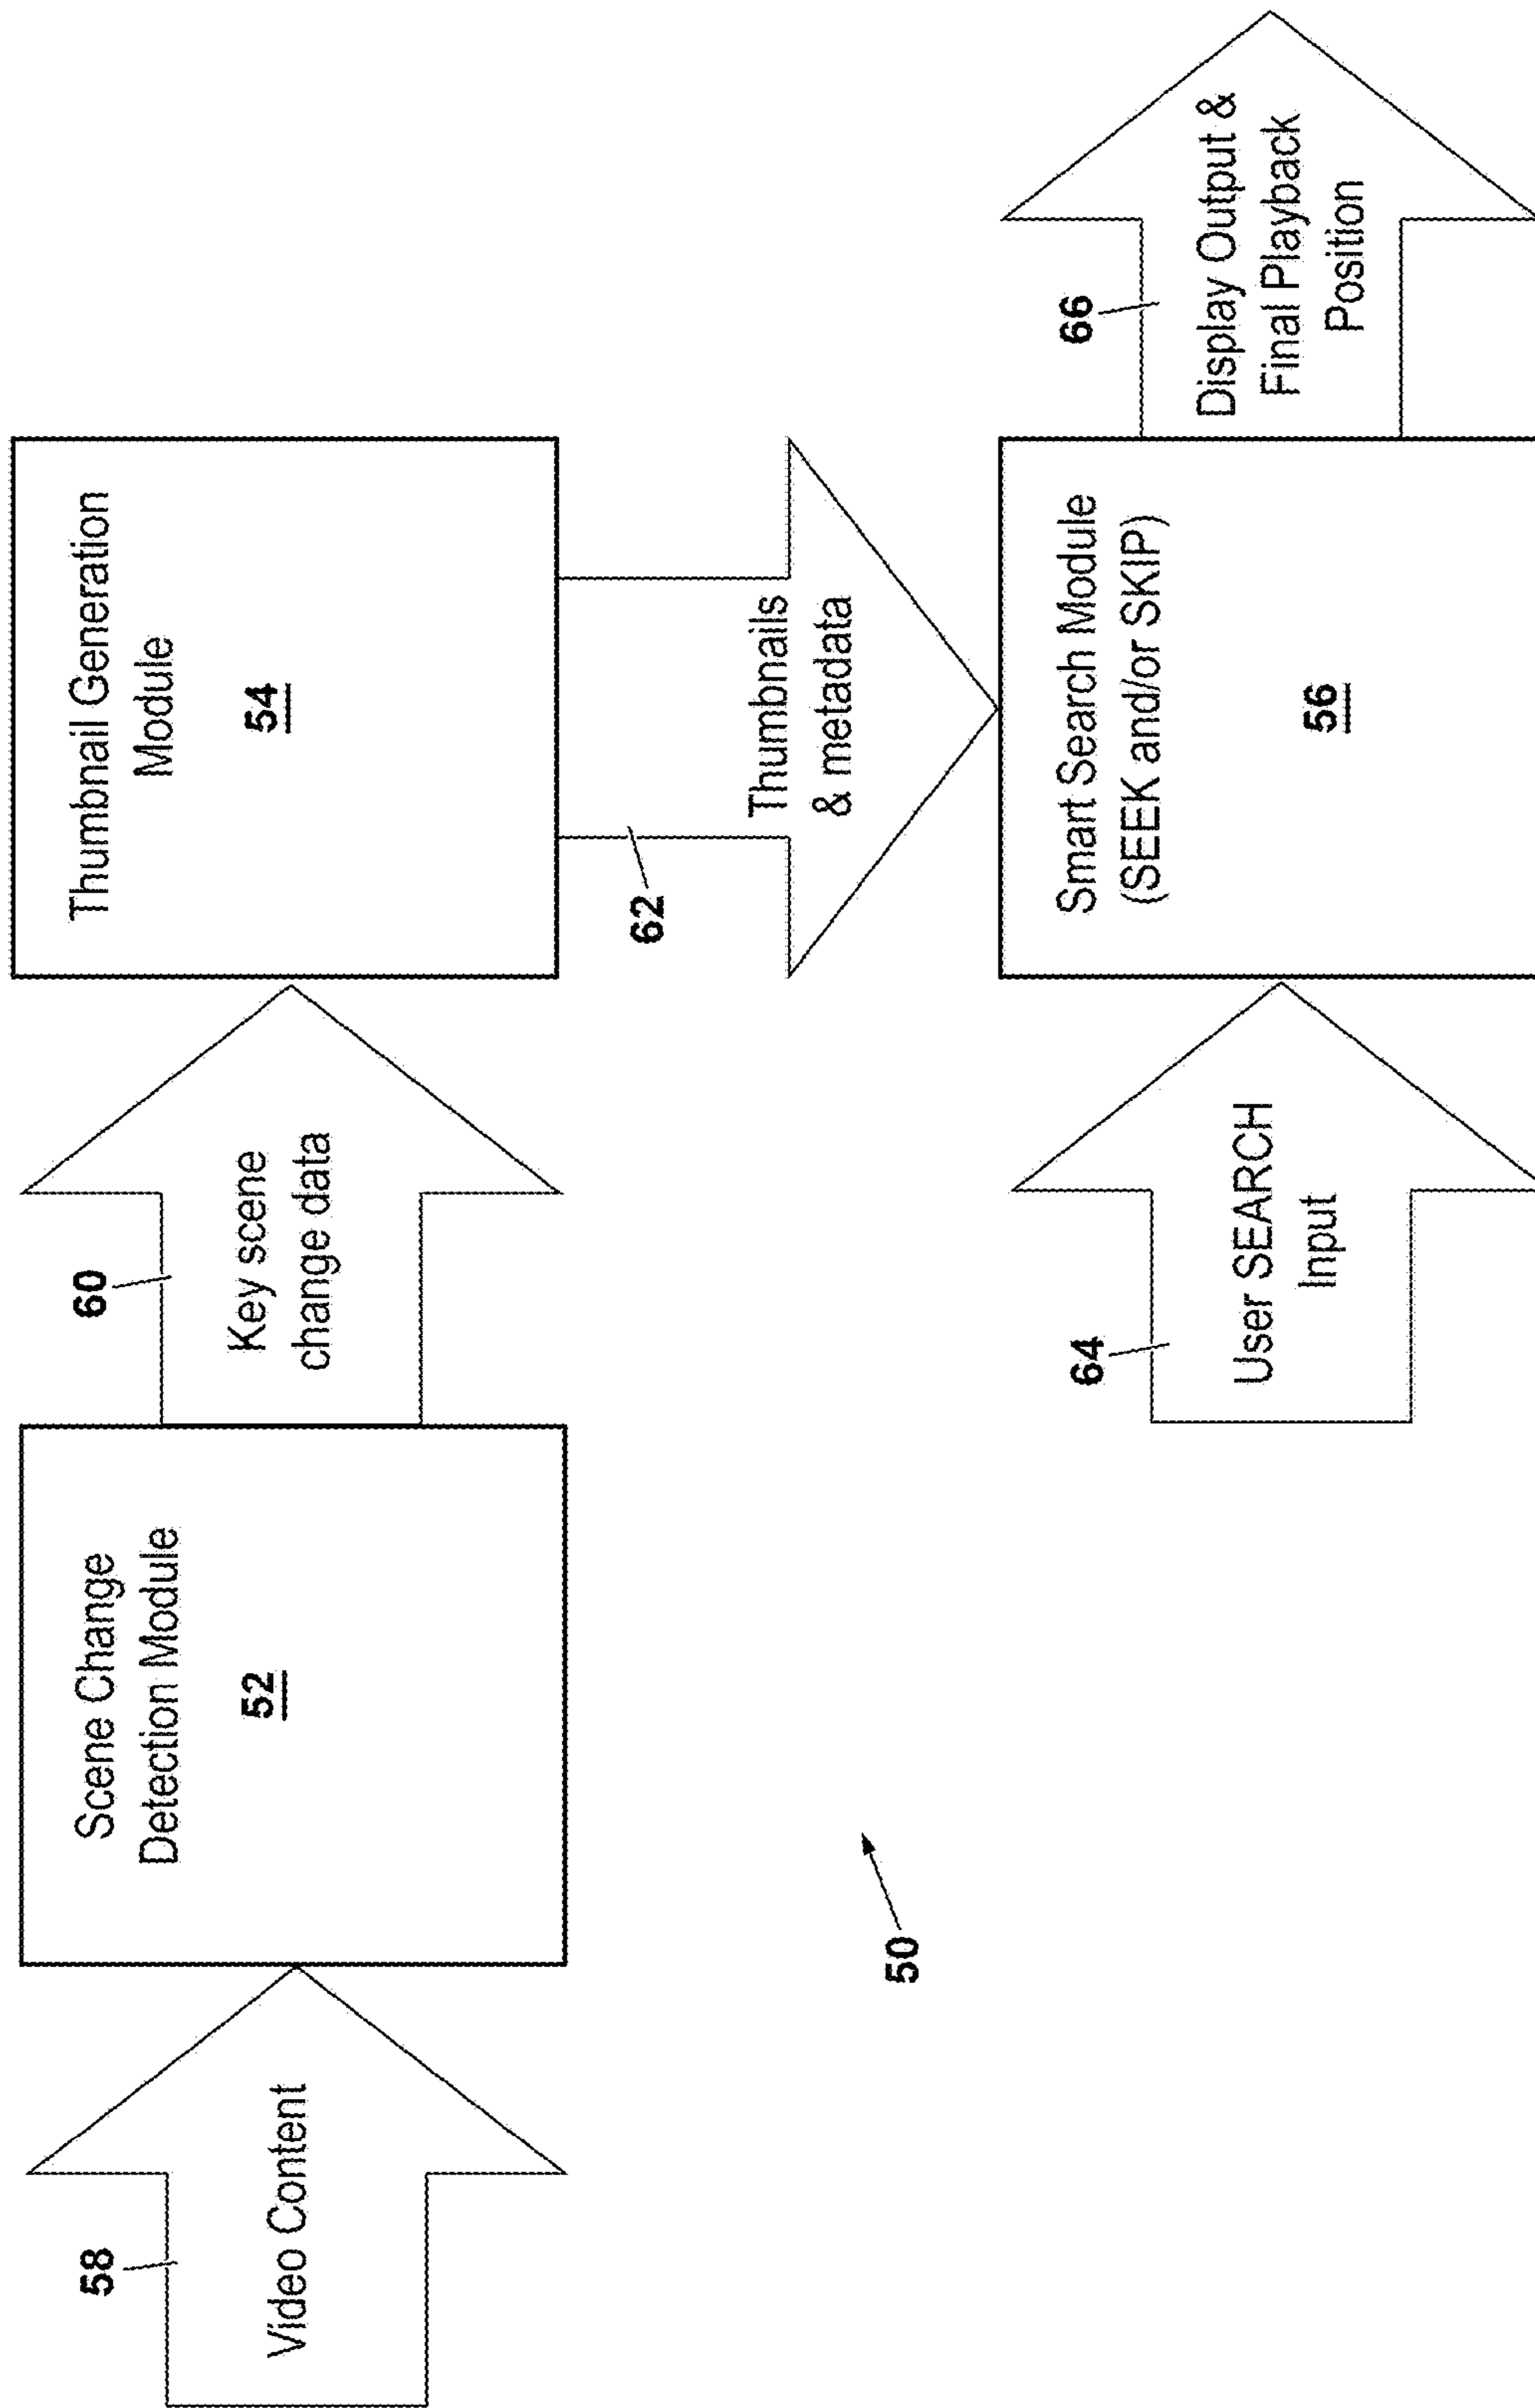 58
Video Content
Scene Change
Detection Module
52
60
Key scene
change data
Thumbnail Generation
Module
54
62
Thumbnails
& metadata
64
User SEARCH
Input
Smart Search Module
(SEEK and/or SKIP)
56
66
Display Output &
Final Playback
Position
50